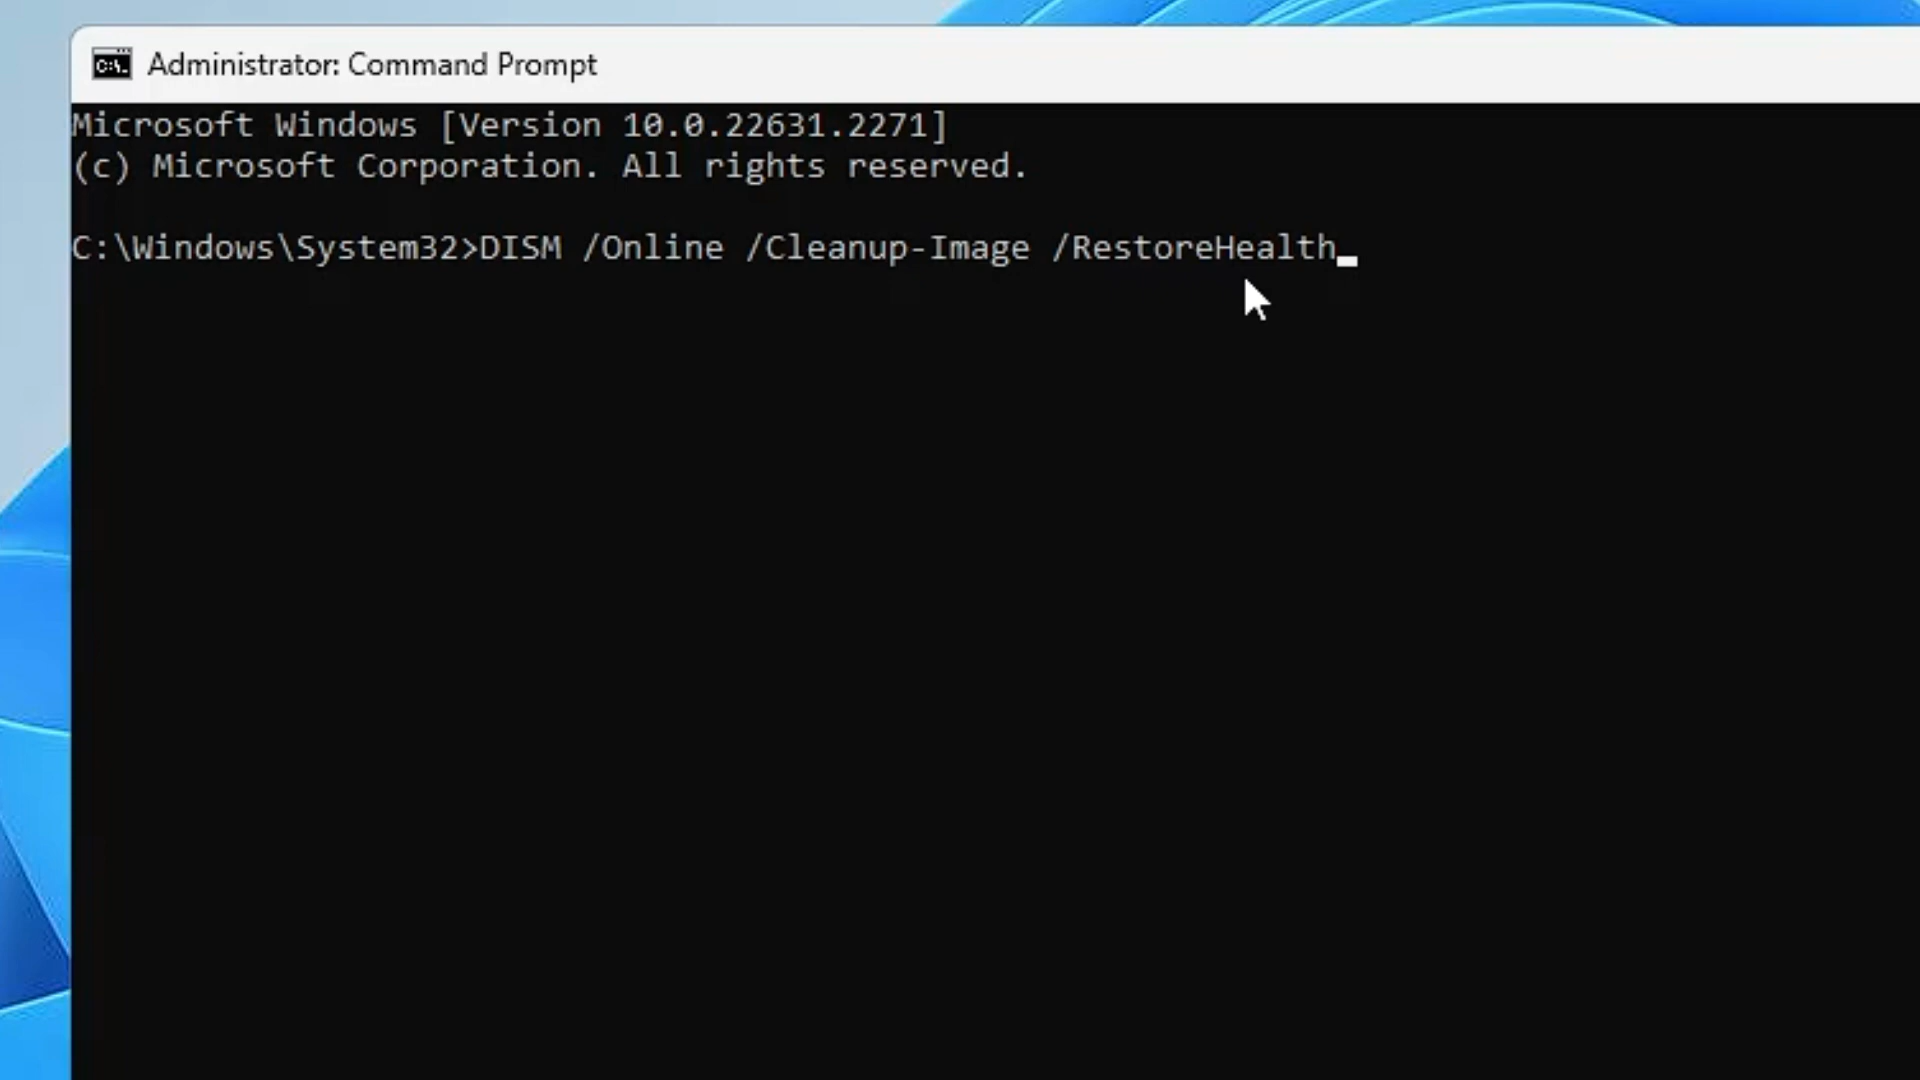 Administrator: Command Prompt
Microsoft Windows [Version 10.0.22631.2271]
(c) Microsoft Corporation. All rights reserved.
C:\Windows\System32>DISM /Online /Cleanup-Image /RestoreHealth